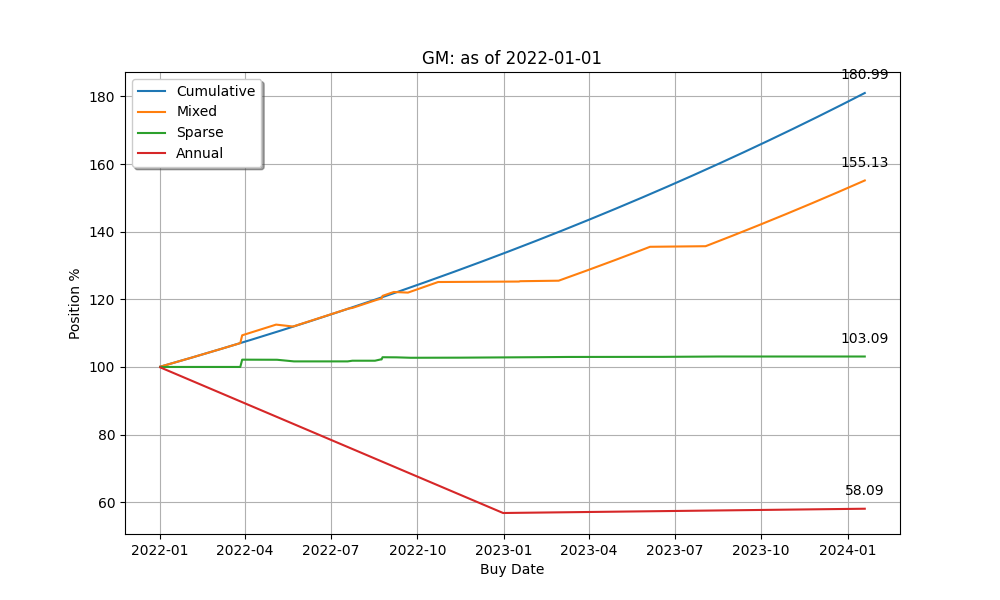 GM: as of 2022-01-01
180.99
Cumulative
Mixed
Sparse
Annual
155.13
103.09
58.09
180
160
140
120
100
80
60
Position %
2022-01 2022-04 2022-07 2022-10 2023-01 2023-04 2023-07 2023-10 2024-01
Buy Date